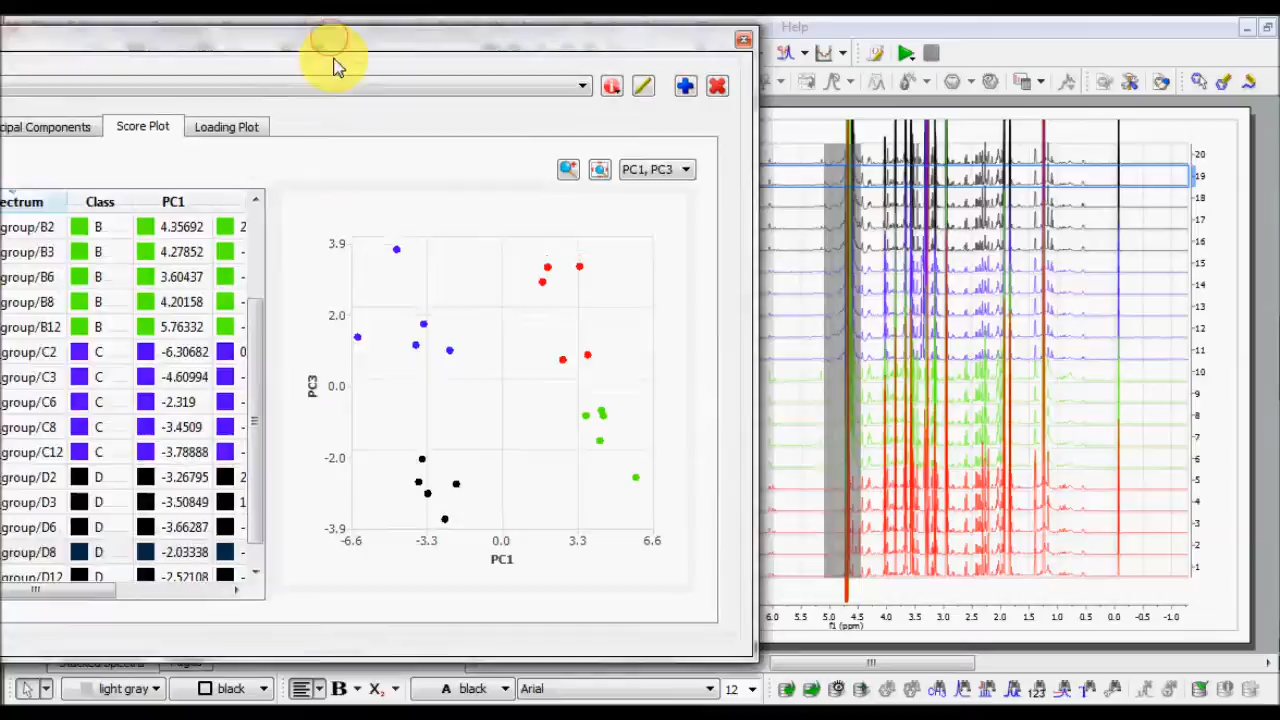 Help
cipal Components Score Plot Loading Plot
PC1, PC3
ectrum Class PC1
group/B2 B 4.35692 2
group/B3 B 4.27852 -
group/B6 B 3.60437 -
group/B8 B 4.20158 -
group/B12 B 5.76332 -
group/C2 C -6.30682 0
group/C3 C -4.60994 -
group/C6 C -2.319 -
group/C8 C -3.4509 -
group/C12 C -3.78888 -
group/D2 D -3.26795 2
group/D3 D -3.50849 1
group/D6 D -3.66287 -
group/D8 D -2.03338 -
group/D12 D -2.52108 -
3.9
2.0
0.0
-2.0
-3.9
PC3
-6.6 -3.3 0.0 3.3 6.6
PC1
20
19
18
17
16
15
14
13
12
11
10
9
8
7
6
5
4
3
2
1
6.0 5.5 5.0 4.5 4.0 3.5 3.0 2.5 2.0 1.5 1.0 0.5 0.0 -0.5 -1.0
f1 (ppm)
Stacked Spectra Pages
light gray black B X2 A black Arial 12 123 T